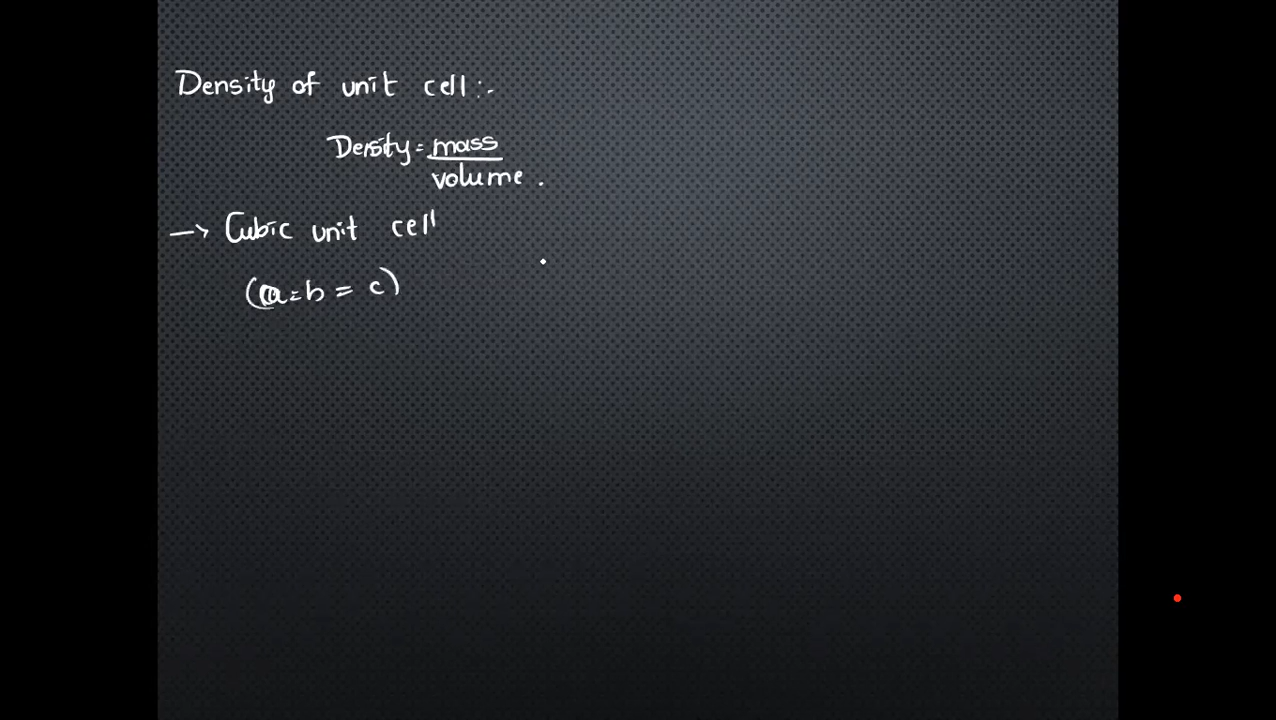 Density of unit cell :-
Density = mass
volume .
→ Cubic unit cell
(a = b = c)